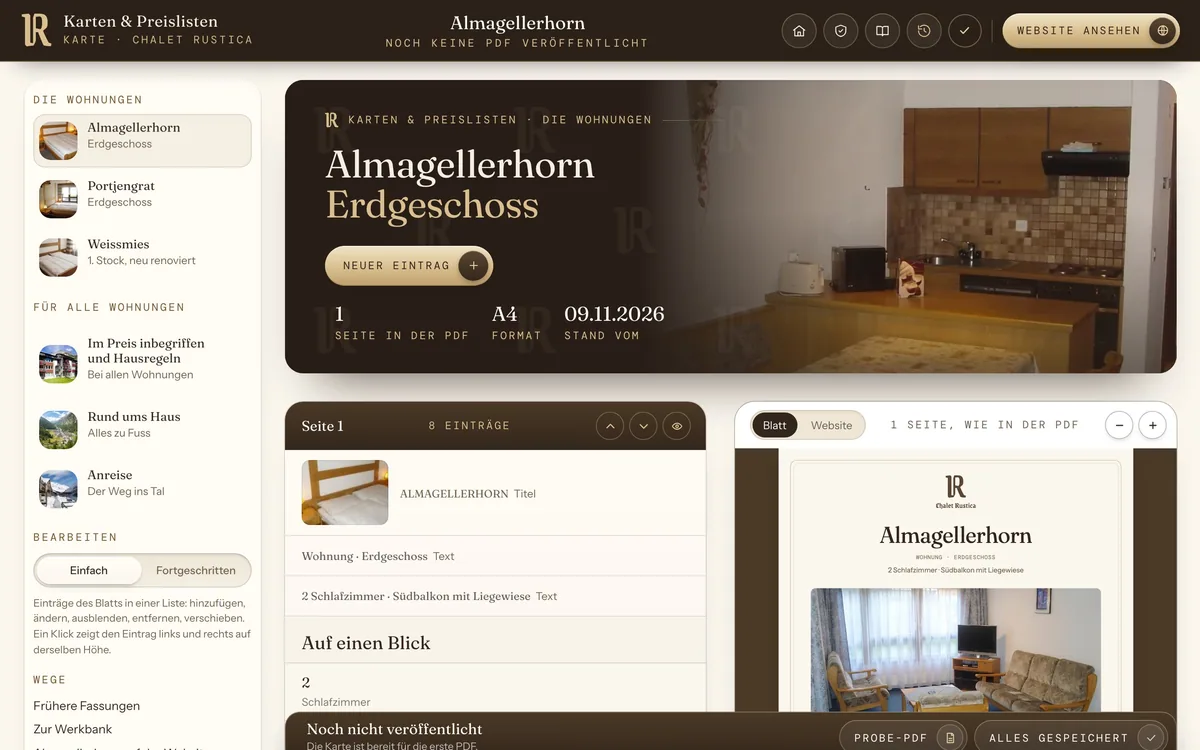 Karten & Preislisten
KARTE · CHALET RUSTICA
Almagellerhorn
NOCH KEINE PDF VERÖFFENTLICHT
WEBSITE ANSEHEN
DIE WOHNUNGEN
Almagellerhorn
Erdgeschoss
Portjengrat
Erdgeschoss
Weissmies
1. Stock, neu renoviert
FÜR ALLE WOHNUNGEN
Im Preis inbegriffen
und Hausregeln
Bei allen Wohnungen
Rund ums Haus
Alles zu Fuss
Anreise
Der Weg ins Tal
BEARBEITEN
Einfach
Fortgeschritten
Einträge des Blatts in einer Liste: hinzufügen,
ändern, ausblenden, entfernen, verschieben.
Ein Klick zeigt den Eintrag links und rechts auf
derselben Höhe.
WEGE
Frühere Fassungen
Zur Werkbank
KARTEN & PREISLISTEN · DIE WOHNUNGEN
Almagellerhorn
Erdgeschoss
NEUER EINTRAG
1
SEITE IN DER PDF
A4
FORMAT
09.11.2026
STAND VOM
Seite 1
8 EINTRÄGE
ALMAGELLERHORN Titel
Wohnung · Erdgeschoss Text
2 Schlafzimmer · Südbalkon mit Liegewiese Text
Auf einen Blick
2
Schlafzimmer
Blatt
Website
1 SEITE, WIE IN DER PDF
Chalet Rustica
Almagellerhorn
WOHNUNG · ERDGESCHOSS
2 Schlafzimmer · Südbalkon mit Liegewiese
Noch nicht veröffentlicht
Die Karte ist bereit für die erste PDF.
PROBE-PDF
ALLES GESPEICHERT